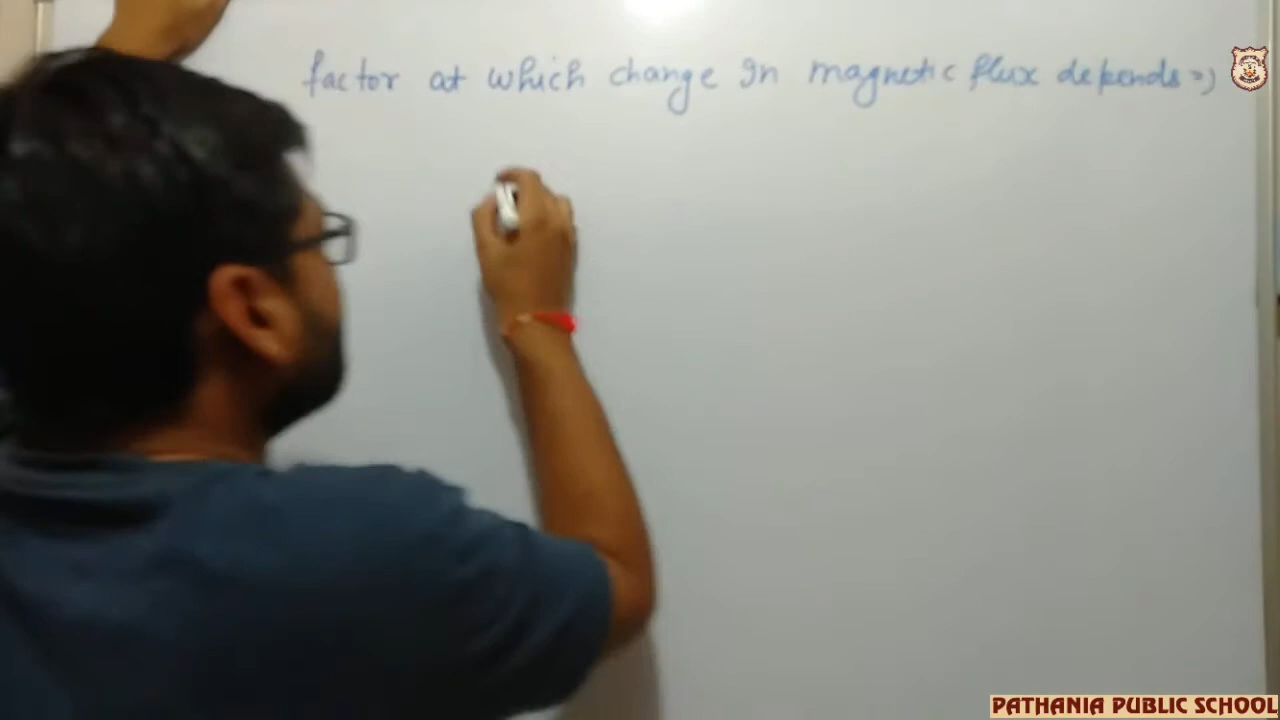 factor at which change In magnetic flux depends =)
PATHANIA PUBLIC SCHOOL